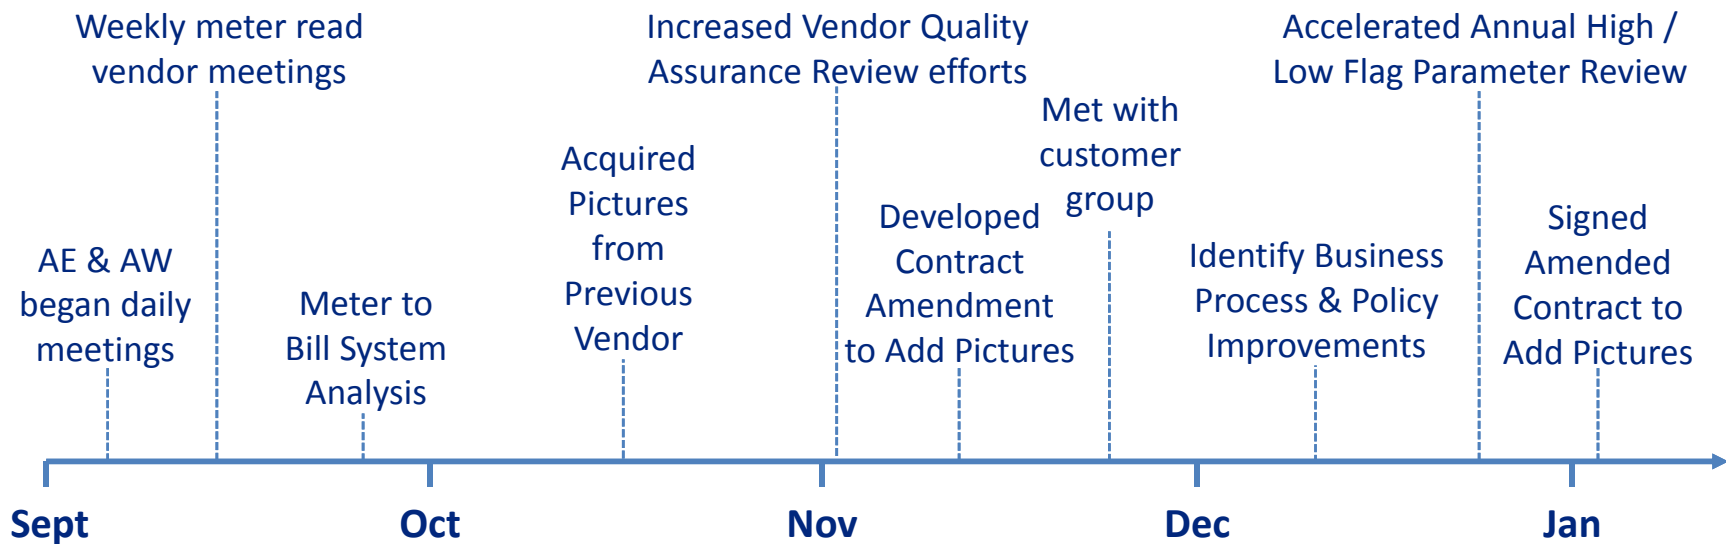 Weekly meter read
vendor meetings
Increased Vendor Quality
Assurance Review efforts
Accelerated Annual High /
Low Flag Parameter Review
AE & AW
began daily
meetings
Meter to
Bill System
Analysis
Acquired
Pictures
from
Previous
Vendor
Developed
Contract
Amendment
to Add Pictures
Met with
customer
group
Identify Business
Process & Policy
Improvements
Signed
Amended
Contract to
Add Pictures
Sept
Oct
Nov
Dec
Jan